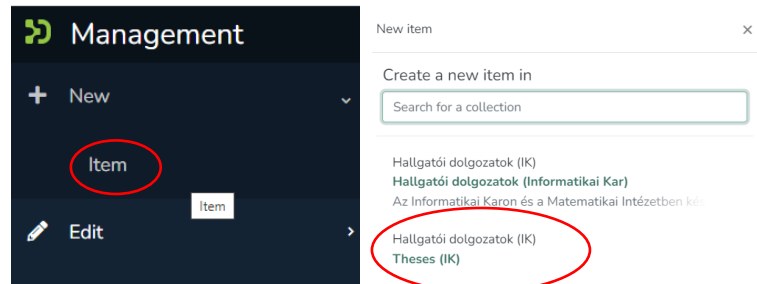 Management
New
Item
Item
Edit
New item
Create a new item in
Search for a collection
Hallgatói dolgozatok (IK)
Hallgatói dolgozatok (Informatikai Kar)
Az Informatikai Karon és a Matematikai Intézetben
Hallgatói dolgozatok (IK)
Theses (IK)